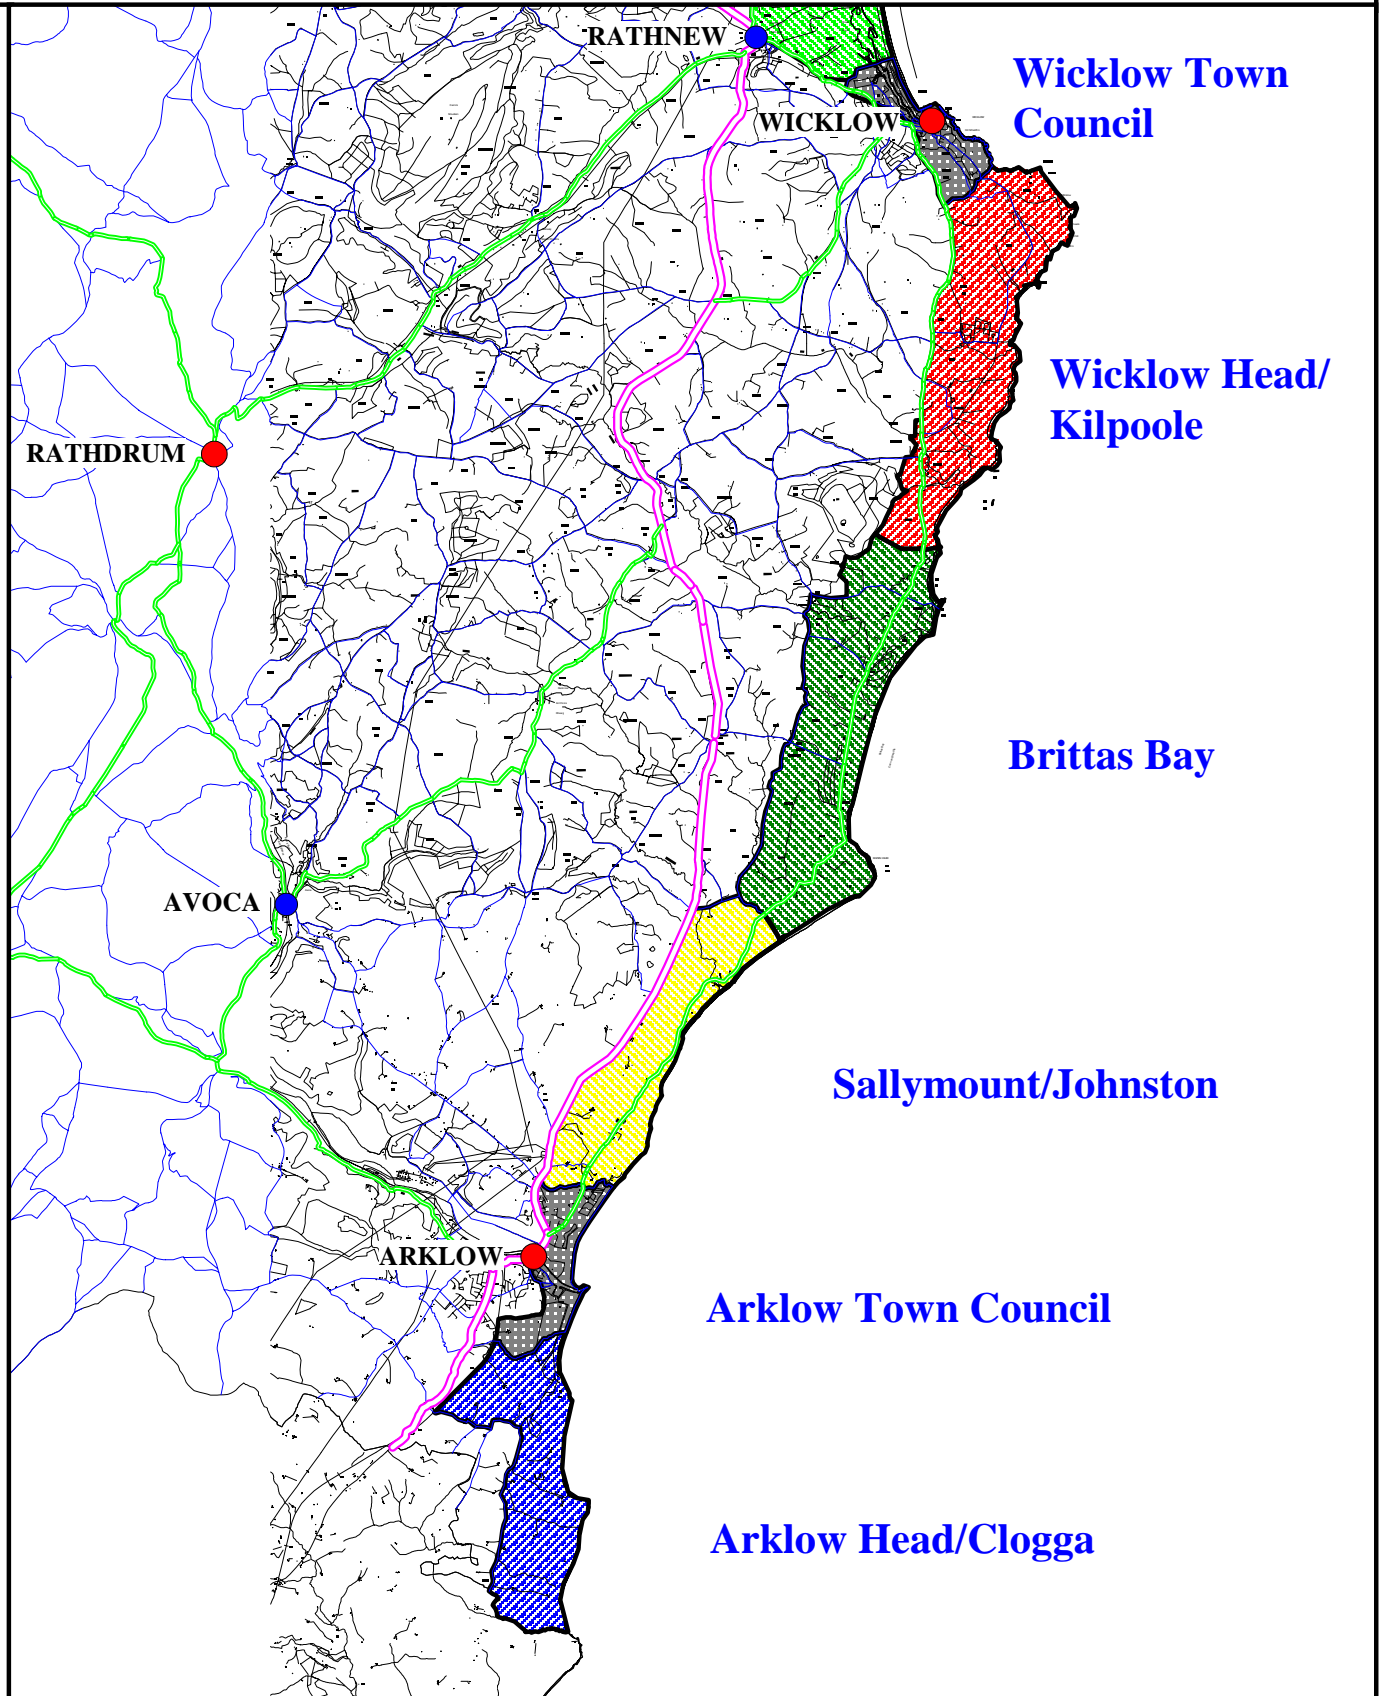 RATHNEW
Wicklow Town
Council
WICKLOW
Wicklow Head/
Kilpoole
RATHDRUM
Brittas Bay
AVOCA
Sallymount/Johnston
ARKLOW
Arklow Town Council
Arklow Head/Clogga